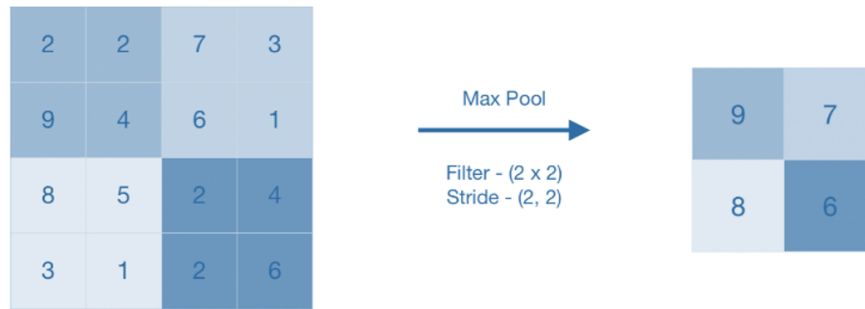 2 2 7 3
9 4 6 1
8 5 2 4
3 1 2 6
Max Pool
Filter - (2 x 2)
Stride - (2, 2)
9 7
8 6